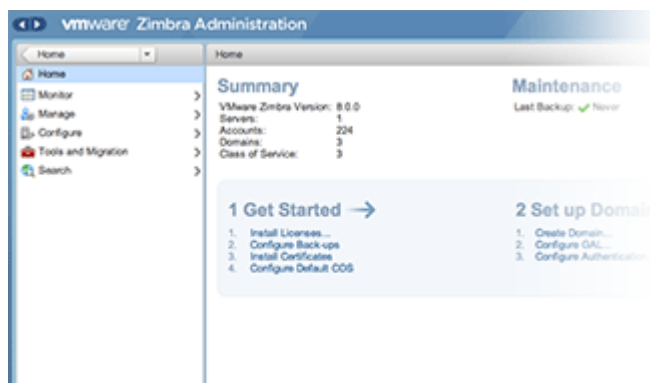 vmware Zimbra Administration
Home
Home
Home
Monitor
Manage
Configure
Tools and Migration
Search
Summary
VMware Zimbra Version: 8.0.0
Servers: 1
Accounts: 224
Domains: 3
Class of Service: 3
Maintenance
Last Backup: Never
1 Get Started
1. Install Licenses...
2. Configure Back-ups
3. Install Certificates
4. Configure Default COS
2 Set up Domai
1. Create Domain...
2. Configure GAL...
3. Configure Authentication